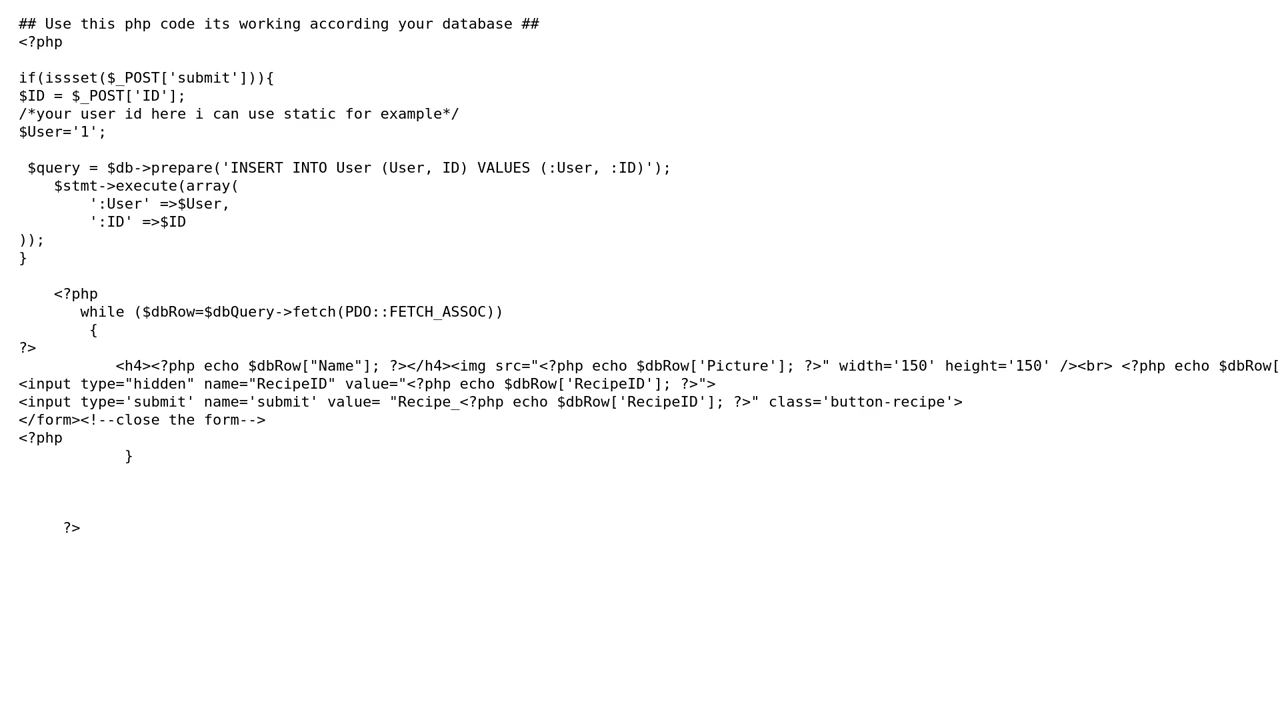 ## Use this php code its working according your database ##
<?php

if(issset($_POST['submit'])){
$ID = $_POST['ID'];
/*your user id here i can use static for example*/
$User='1';

 $query = $db->prepare('INSERT INTO User (User, ID) VALUES (:User, :ID)');
    $stmt->execute(array(
        ':User' =>$User,
        ':ID' =>$ID
));
}

    <?php
       while ($dbRow=$dbQuery->fetch(PDO::FETCH_ASSOC))
        {
?>
           <h4><?php echo $dbRow["Name"]; ?></h4><img src="<?php echo $dbRow['Picture']; ?>" width='150' height='150' /><br> <?php echo $dbRow[
<input type="hidden" name="RecipeID" value="<?php echo $dbRow['RecipeID']; ?>">
<input type='submit' name='submit' value= "Recipe_<?php echo $dbRow['RecipeID']; ?>" class='button-recipe'>
</form><!--close the form-->
<?php
            }



     ?>